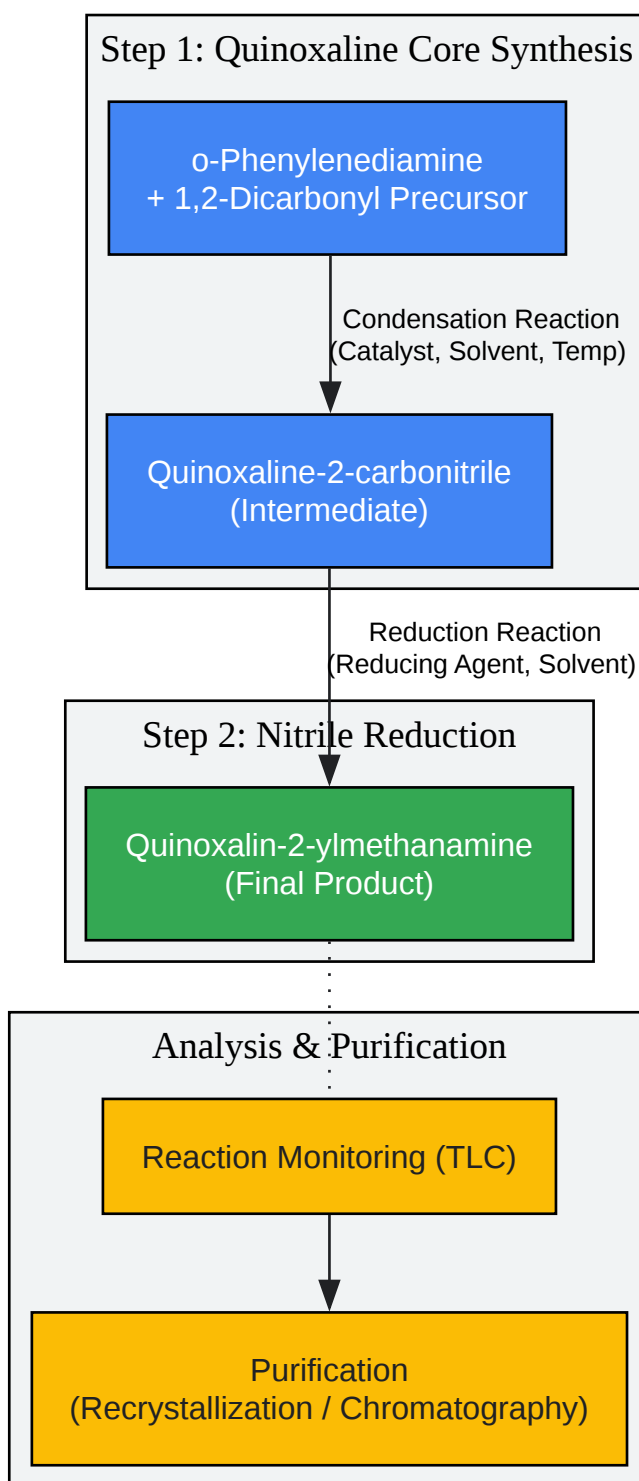 Step 1: Quinoxaline Core Synthesis
o-Phenylenediamine
+ 1,2-Dicarbonyl Precursor
Condensation Reaction
(Catalyst, Solvent, Temp)
Quinoxaline-2-carbonitrile
(Intermediate)
Reduction Reaction
(Reducing Agent, Solvent)
Step 2: Nitrile Reduction
Quinoxalin-2-ylmethanamine
(Final Product)
Analysis & Purification
Reaction Monitoring (TLC)
Purification
(Recrystallization / Chromatography)